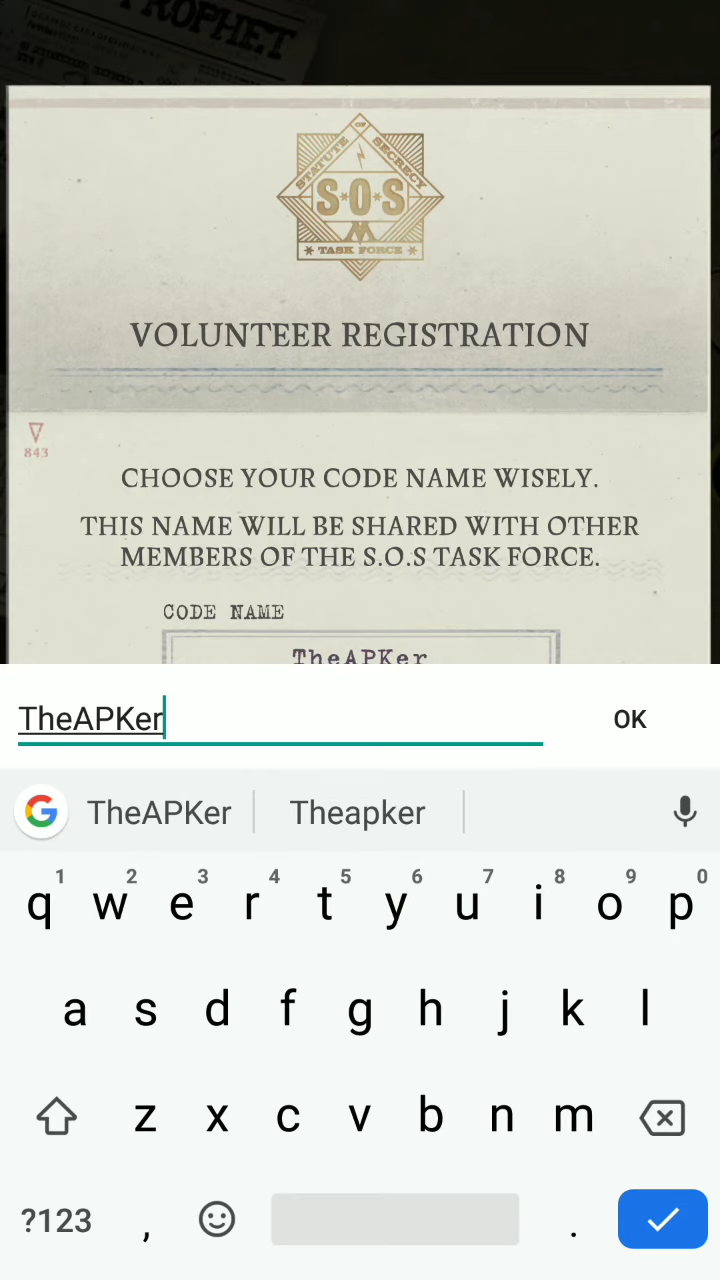 PROPHET
STATUTE OF SECRECY
S*O*S
* TASK FORCE *
VOLUNTEER REGISTRATION
843
CHOOSE YOUR CODE NAME WISELY.
THIS NAME WILL BE SHARED WITH OTHER
MEMBERS OF THE S.O.S TASK FORCE.
CODE NAME
TheAPKer
TheAPKer
OK
TheAPKer Theapker
1 2 3 4 5 6 7 8 9 0
q w e r t y u i o p
a s d f g h j k l
z x c v b n m
?123 , .